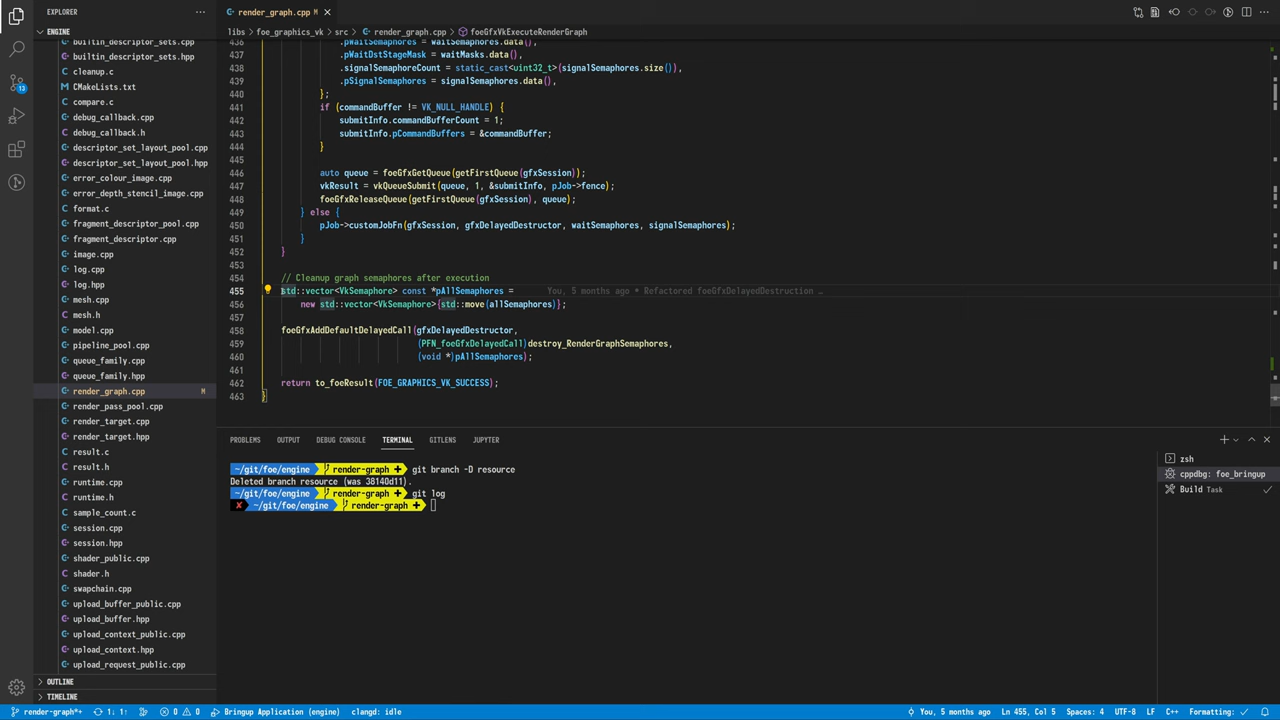 EXPLORER
ENGINE
builtin_descriptor_sets.cpp
builtin_descriptor_sets.hpp
cleanup.c
CMakeLists.txt
compare.c
debug_callback.cpp
debug_callback.h
descriptor_set_layout_pool.cpp
descriptor_set_layout_pool.hpp
error_colour_image.cpp
error_depth_stencil_image.cpp
format.c
fragment_descriptor_pool.cpp
fragment_descriptor.cpp
image.cpp
log.cpp
log.hpp
mesh.cpp
mesh.h
model.cpp
pipeline_pool.cpp
queue_family.cpp
queue_family.hpp
render_graph.cpp M
render_pass_pool.cpp
render_target.cpp
render_target.hpp
result.c
result.h
runtime.cpp
runtime.h
sample_count.c
session.cpp
session.hpp
shader_public.cpp
shader.h
swapchain.cpp
upload_buffer_public.cpp
upload_buffer.hpp
upload_context_public.cpp
upload_context.hpp
upload_request_public.cpp
OUTLINE
TIMELINE
13
render_graph.cpp M
libs > foe_graphics_vk > src > render_graph.cpp > foeGfxVkExecuteRenderGraph
436 .pWaitSemaphores = waitSemaphores.data(),
437 .pWaitDstStageMask = waitMasks.data(),
438 .signalSemaphoreCount = static_cast<uint32_t>(signalSemaphores.size()),
439 .pSignalSemaphores = signalSemaphores.data(),
440 };
441 if (commandBuffer != VK_NULL_HANDLE) {
442 submitInfo.commandBufferCount = 1;
443 submitInfo.pCommandBuffers = &commandBuffer;
444 }
445
446 auto queue = foeGfxGetQueue(getFirstQueue(gfxSession));
447 vkResult = vkQueueSubmit(queue, 1, &submitInfo, pJob->fence);
448 foeGfxReleaseQueue(getFirstQueue(gfxSession), queue);
449 } else {
450 pJob->customJobFn(gfxSession, gfxDelayedDestructor, waitSemaphores, signalSemaphores);
451 }
452 }
453
454 // Cleanup graph semaphores after execution
455 std::vector<VkSemaphore> const *pAllSemaphores = You, 5 months ago • Refactored foeGfxDelayedDestruction …
456 new std::vector<VkSemaphore>{std::move(allSemaphores)};
457
458 foeGfxAddDefaultDelayedCall(gfxDelayedDestructor,
459 (PFN_foeGfxDelayedCall)destroy_RenderGraphSemaphores,
460 (void *)pAllSemaphores);
461
462 return to_foeResult(FOE_GRAPHICS_VK_SUCCESS);
463 }
PROBLEMS OUTPUT DEBUG CONSOLE TERMINAL GITLENS JUPYTER
~/git/foe/engine render-graph git branch -D resource
Deleted branch resource (was 38140d11).
~/git/foe/engine render-graph git log
~/git/foe/engine render-graph
zsh
cppdbg: foe_bringup
Build Task
render-graph*+ 1↓ 1↑ 0 0 Bringup Application (engine) clangd: idle You, 5 months ago Ln 455, Col 5 Spaces: 4 UTF-8 LF C++ Formatting: ✓